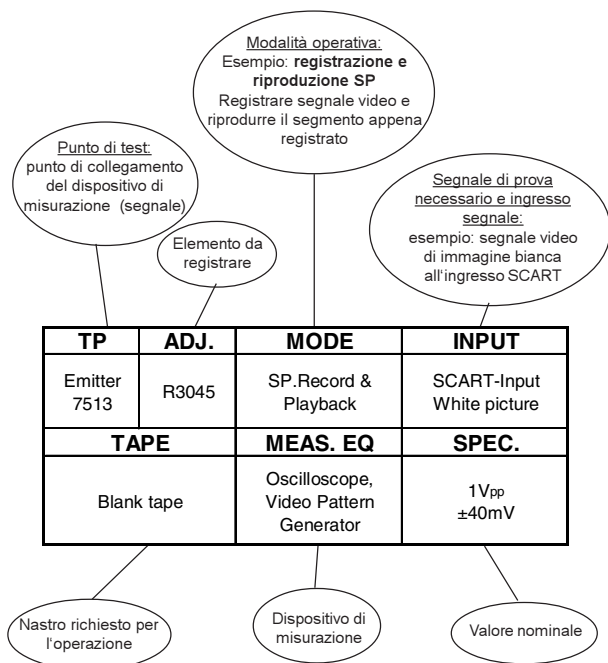 Modalità operativa:
Esempio: registrazione e
riproduzione SP
Registrare segnale video e
riprodurre il segmento appena
registrato
Punto di test:
punto di collegamento
del dispositivo di
misurazione (segnale)
Elemento da
registrare
Segnale di prova
necessario e ingresso
segnale:
esempio: segnale video
di immagine bianca
all'ingresso SCART
TP ADJ. MODE INPUT
Emitter
7513
R3045
SP.Record &
Playback
SCART-Input
White picture
TAPE MEAS. EQ SPEC.
Blank tape
Oscilloscope,
Video Pattern
Generator
1Vpp
±40mV
Nastro richiesto per
l'operazione
Dispositivo di
misurazione
Valore nominale